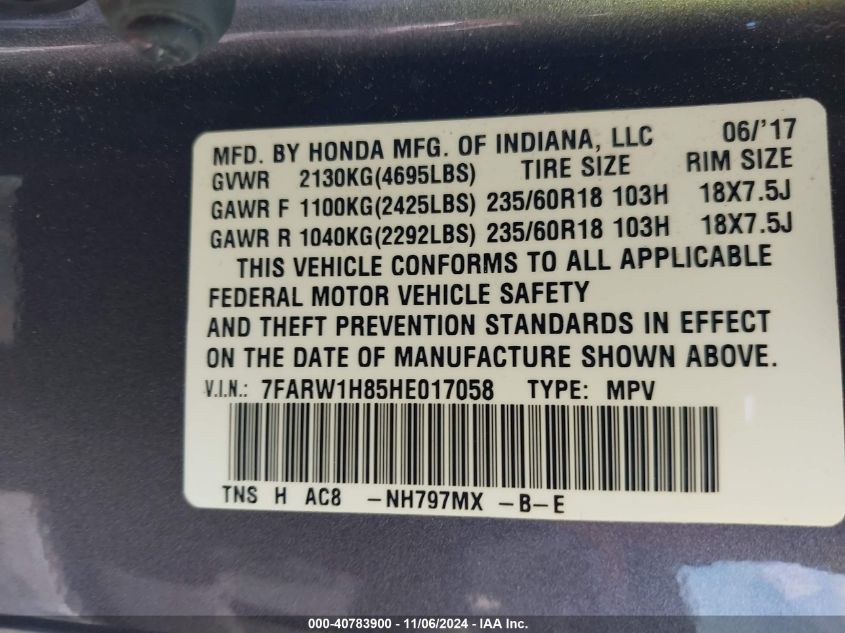 MFD. BY HONDA MFG. OF INDIANA, LLC 06/'17
GVWR 2130KG(4695LBS) TIRE SIZE RIM SIZE
GAWR F 1100KG(2425LBS) 235/60R18 103H 18X7.5J
GAWR R 1040KG(2292LBS) 235/60R18 103H 18X7.5J
THIS VEHICLE CONFORMS TO ALL APPLICABLE
FEDERAL MOTOR VEHICLE SAFETY
AND THEFT PREVENTION STANDARDS IN EFFECT
ON THE DATE OF MANUFACTURE SHOWN ABOVE.
V.I.N.: 7FARW1H85HE017058 TYPE: MPV
TNS H AC8 -NH797MX -B-E
000-40783900 - 11/06/2024 - IAA Inc.